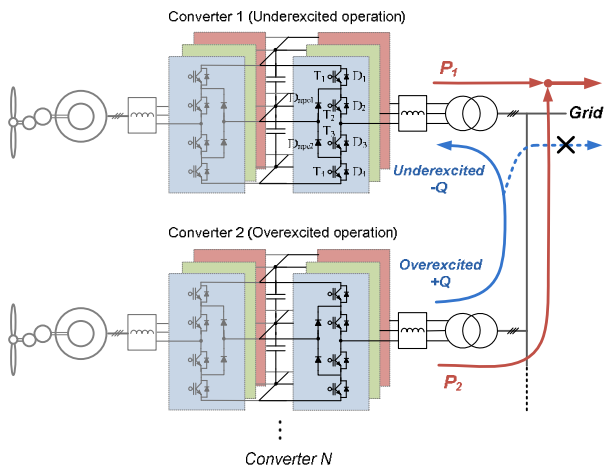 Converter 1 (Underexcited operation)
P1
T1
D1
Dnpc1
D2
T2
T3
Dnpc2
D3
T4
D4
Grid
Underexcited
-Q
Converter 2 (Overexcited operation)
Overexcited
+Q
P2
Converter N